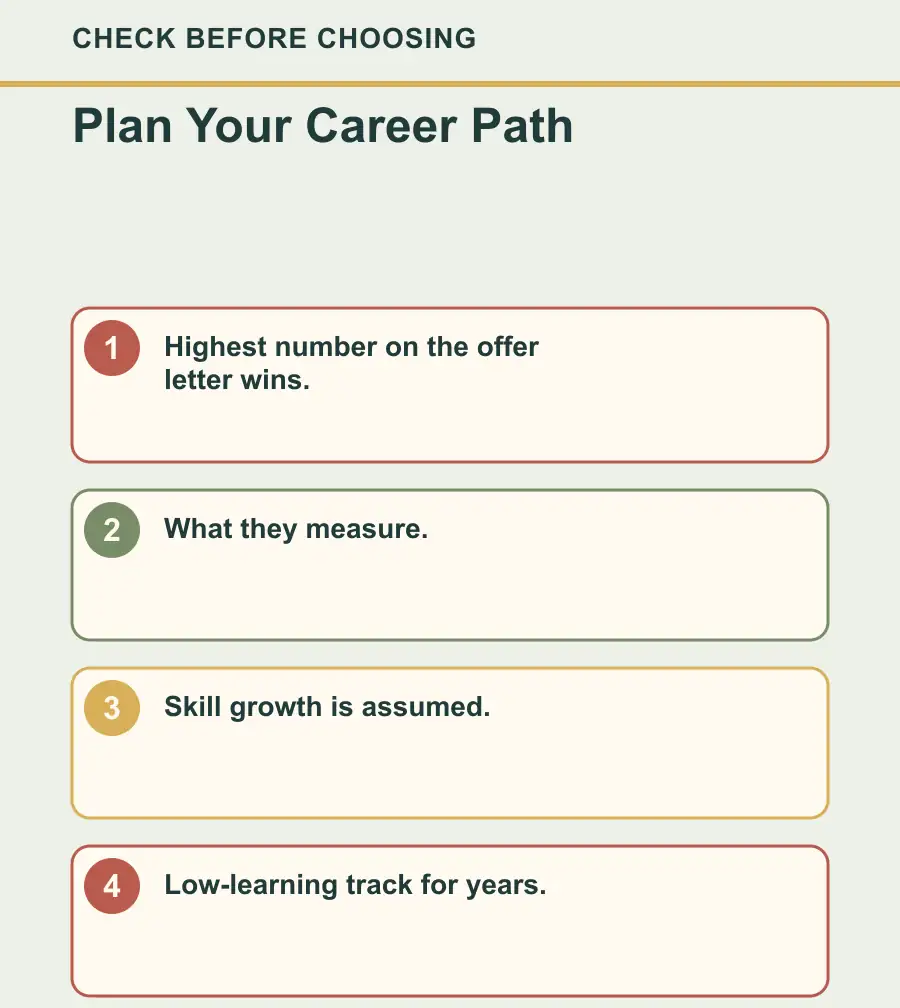 CHECK BEFORE CHOOSING
Plan Your Career Path
1
Highest number on the offer
letter wins.
2
What they measure.
3
Skill growth is assumed.
4
Low-learning track for years.